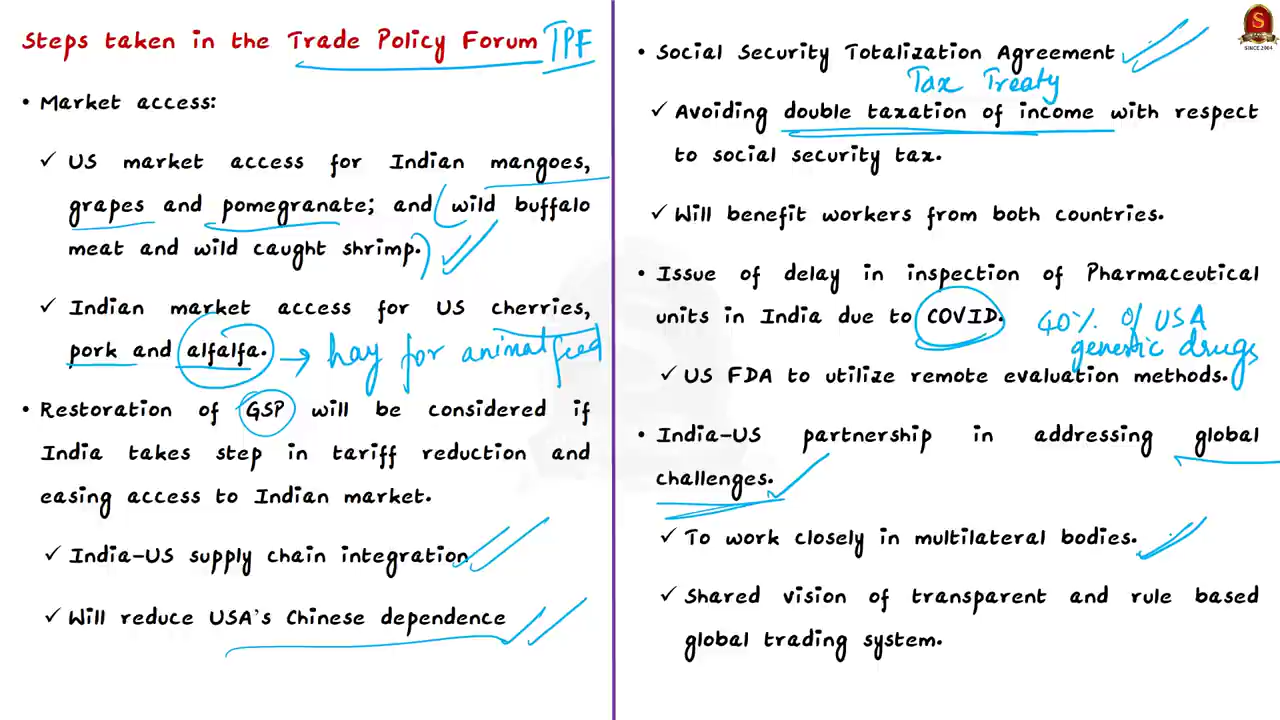 Steps taken in the Trade Policy Forum TPF
• Market access:
✓ US market access for Indian mangoes,
grapes and pomegranate; and (wild buffalo
meat and wild caught shrimp.)
✓ Indian market access for US cherries,
pork and alfalfa. → hay for animal feed
• Restoration of GSP will be considered if
India takes step in tariff reduction and
easing access to Indian market.
✓ India-US supply chain integration
✓ Will reduce USA's Chinese dependence
• Social Security Totalization Agreement
Tax Treaty
✓ Avoiding double taxation of income with respect
to social security tax.
✓ Will benefit workers from both countries.
• Issue of delay in inspection of Pharmaceutical
units in India due to COVID. 40% of USA
generic drugs
✓ US FDA to utilize remote evaluation methods.
• India-US partnership in addressing global
challenges.
✓ To work closely in multilateral bodies.
✓ Shared vision of transparent and rule based
global trading system.
S
SINCE 2004